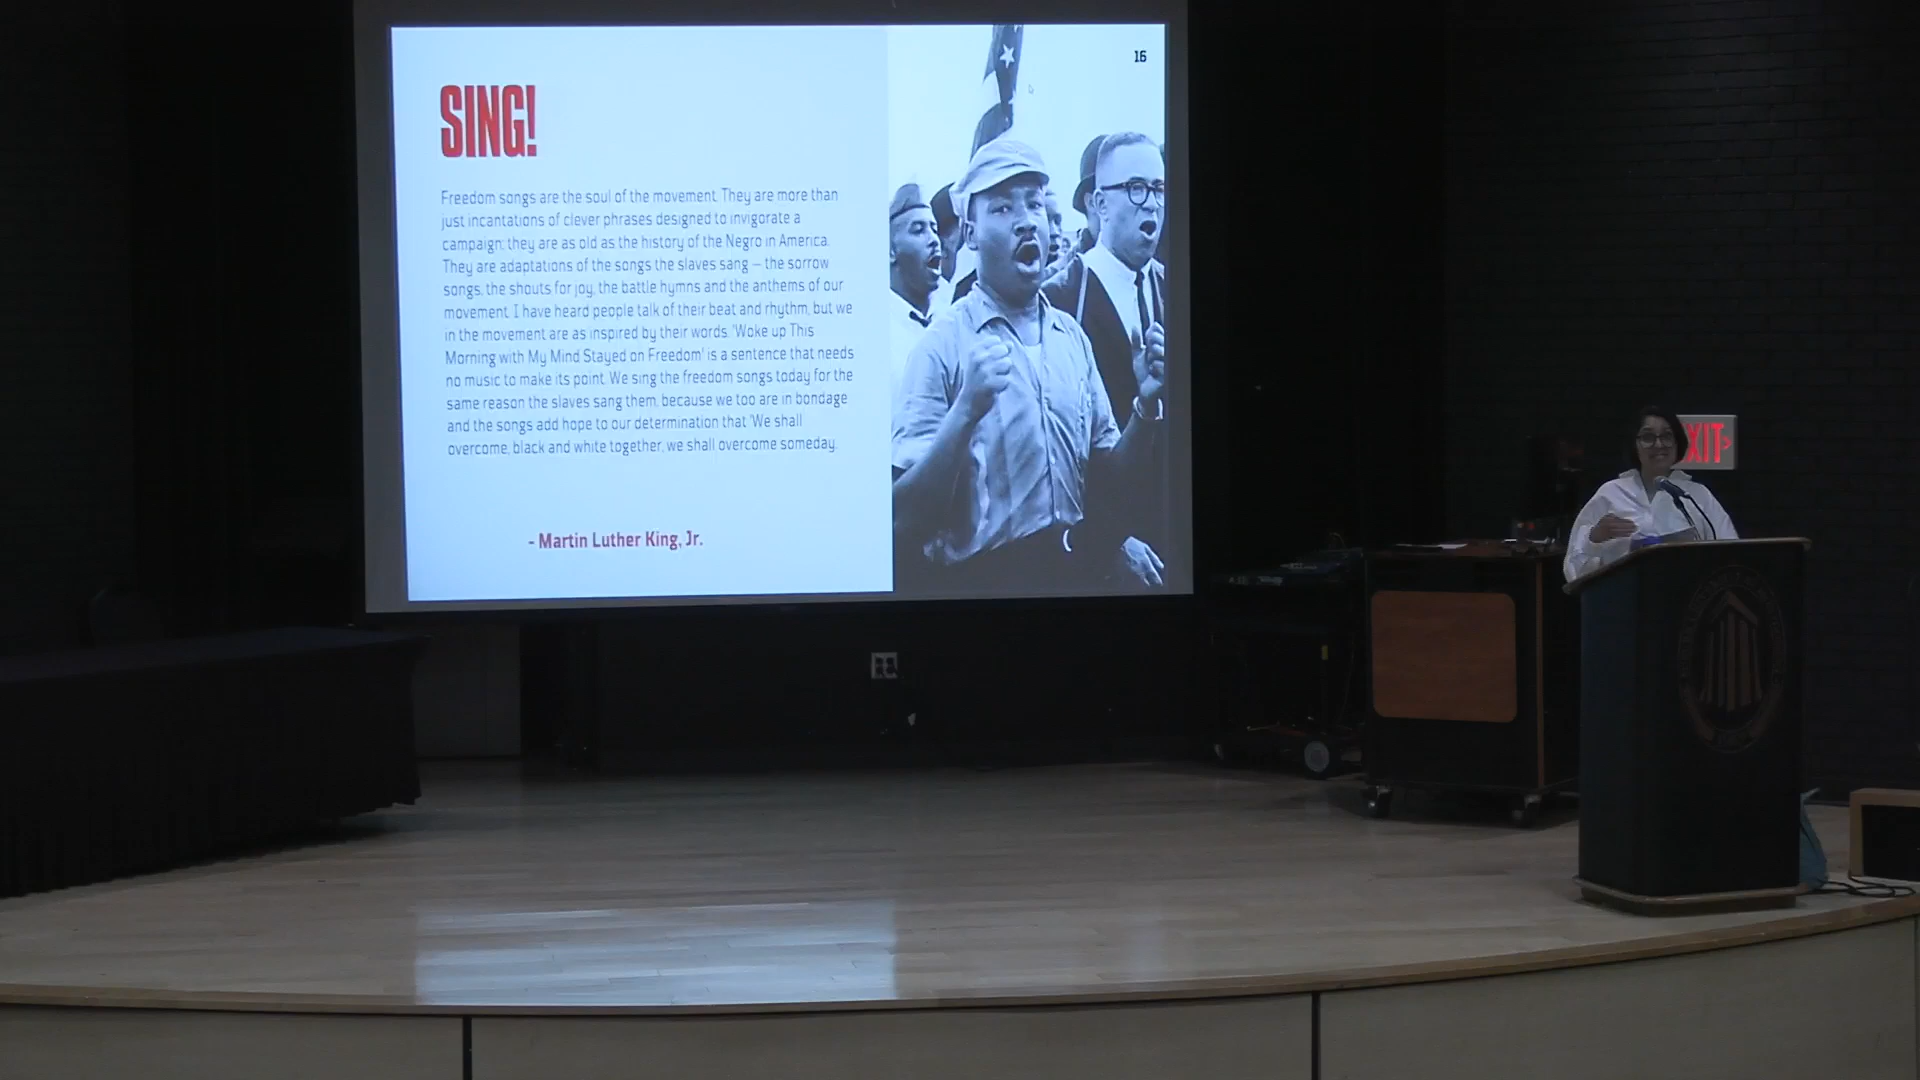 16
SING!
Freedom songs are the soul of the movement. They are more than
just incantations of clever phrases designed to invigorate a
campaign; they are as old as the history of the Negro in America.
They are adaptations of the songs the slaves sang — the sorrow
songs, the shouts for joy, the battle hymns and the anthems of our
movement. I have heard people talk of their beat and rhythm, but we
in the movement are as inspired by their words. 'Woke up This
Morning with My Mind Stayed on Freedom' is a sentence that needs
no music to make its point. We sing the freedom songs today for the
same reason the slaves sang them, because we too are in bondage
and the songs add hope to our determination that 'We shall
overcome, black and white together, we shall overcome someday.
- Martin Luther King, Jr.
XIT